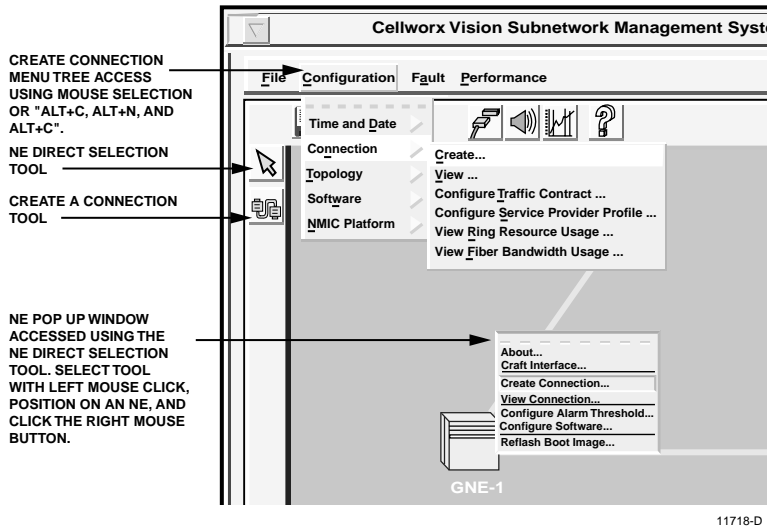 Cellworx Vision Subnetwork Management Syst
CREATE CONNECTION
MENU TREE ACCESS
USING MOUSE SELECTION
OR "ALT+C, ALT+N, AND
ALT+C".
NE DIRECT SELECTION
TOOL
CREATE A CONNECTION
TOOL
NE POP UP WINDOW
ACCESSED USING THE
NE DIRECT SELECTION
TOOL. SELECT TOOL
WITH LEFT MOUSE CLICK,
POSITION ON AN NE, AND
CLICK THE RIGHT MOUSE
BUTTON.
File Configuration Fault Performance
Time and Date
Connection
Topology
Software
NMIC Platform
Create...
View ...
Configure Traffic Contract ...
Configure Service Provider Profile ...
View Ring Resource Usage ...
View Fiber Bandwidth Usage ...
About...
Craft Interface...
Create Connection...
View Connection...
Configure Alarm Threshold...
Configure Software...
Reflash Boot Image...
GNE-1
11718-D